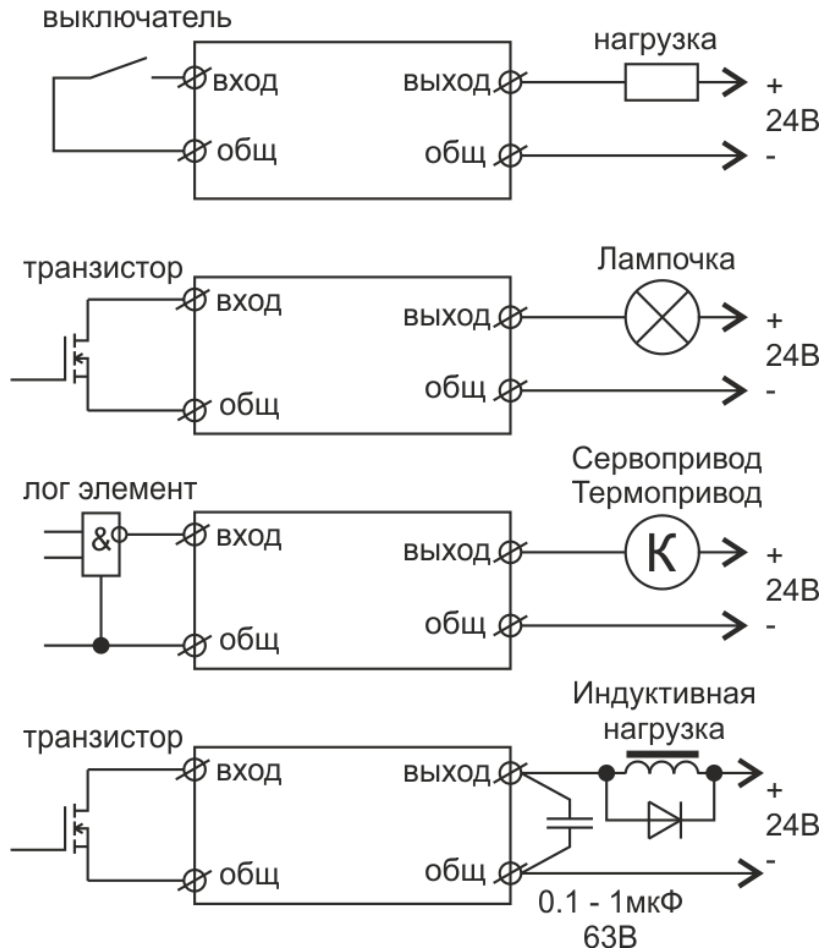 выключатель
нагрузка
вход
выход
+
24В
общ
общ
-
транзистор
Лампочка
вход
выход
+
24В
общ
общ
-
Сервопривод
Термопривод
лог элемент
&
вход
выход
К
+
24В
общ
общ
-
Индуктивная
нагрузка
транзистор
вход
выход
+
24В
общ
общ
-
0.1 - 1мкФ
63В